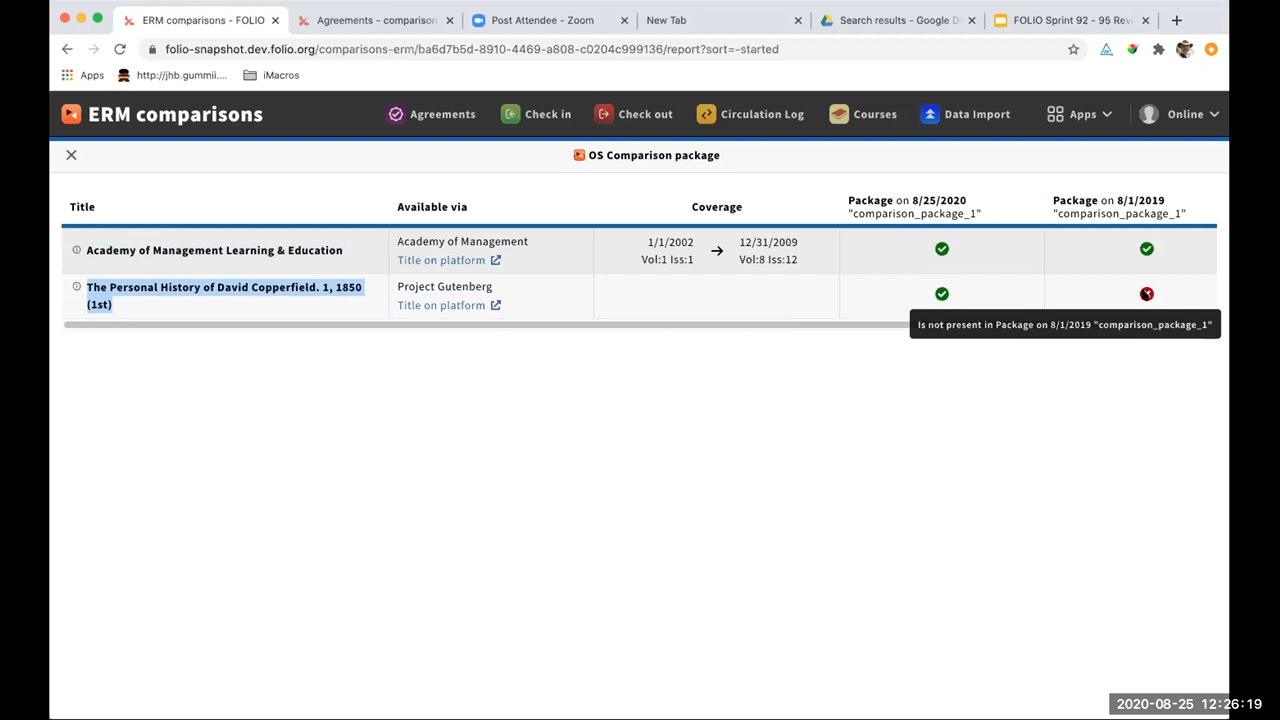 ERM comparisons - FOLIO
Agreements – comparison
Post Attendee - Zoom
New Tab
Search results - Google D
FOLIO Sprint 92 - 95 Revi
folio-snapshot.dev.folio.org/comparisons-erm/ba6d7b5d-8910-4469-a808-c0204c999136/report?sort=-started
Apps
http://jhb.gummii....
iMacros
ERM comparisons
Agreements
Check in
Check out
Circulation Log
Courses
Data Import
Apps
Online
OS Comparison package
Title
Available via
Coverage
Package on 8/25/2020
"comparison_package_1"
Package on 8/1/2019
"comparison_package_1"
Academy of Management Learning & Education
Academy of Management
Title on platform
1/1/2002
Vol:1 Iss:1
12/31/2009
Vol:8 Iss:12
The Personal History of David Copperfield. 1, 1850
(1st)
Project Gutenberg
Title on platform
Is not present in Package on 8/1/2019 "comparison_package_1"
2020-08-25 12:26:19